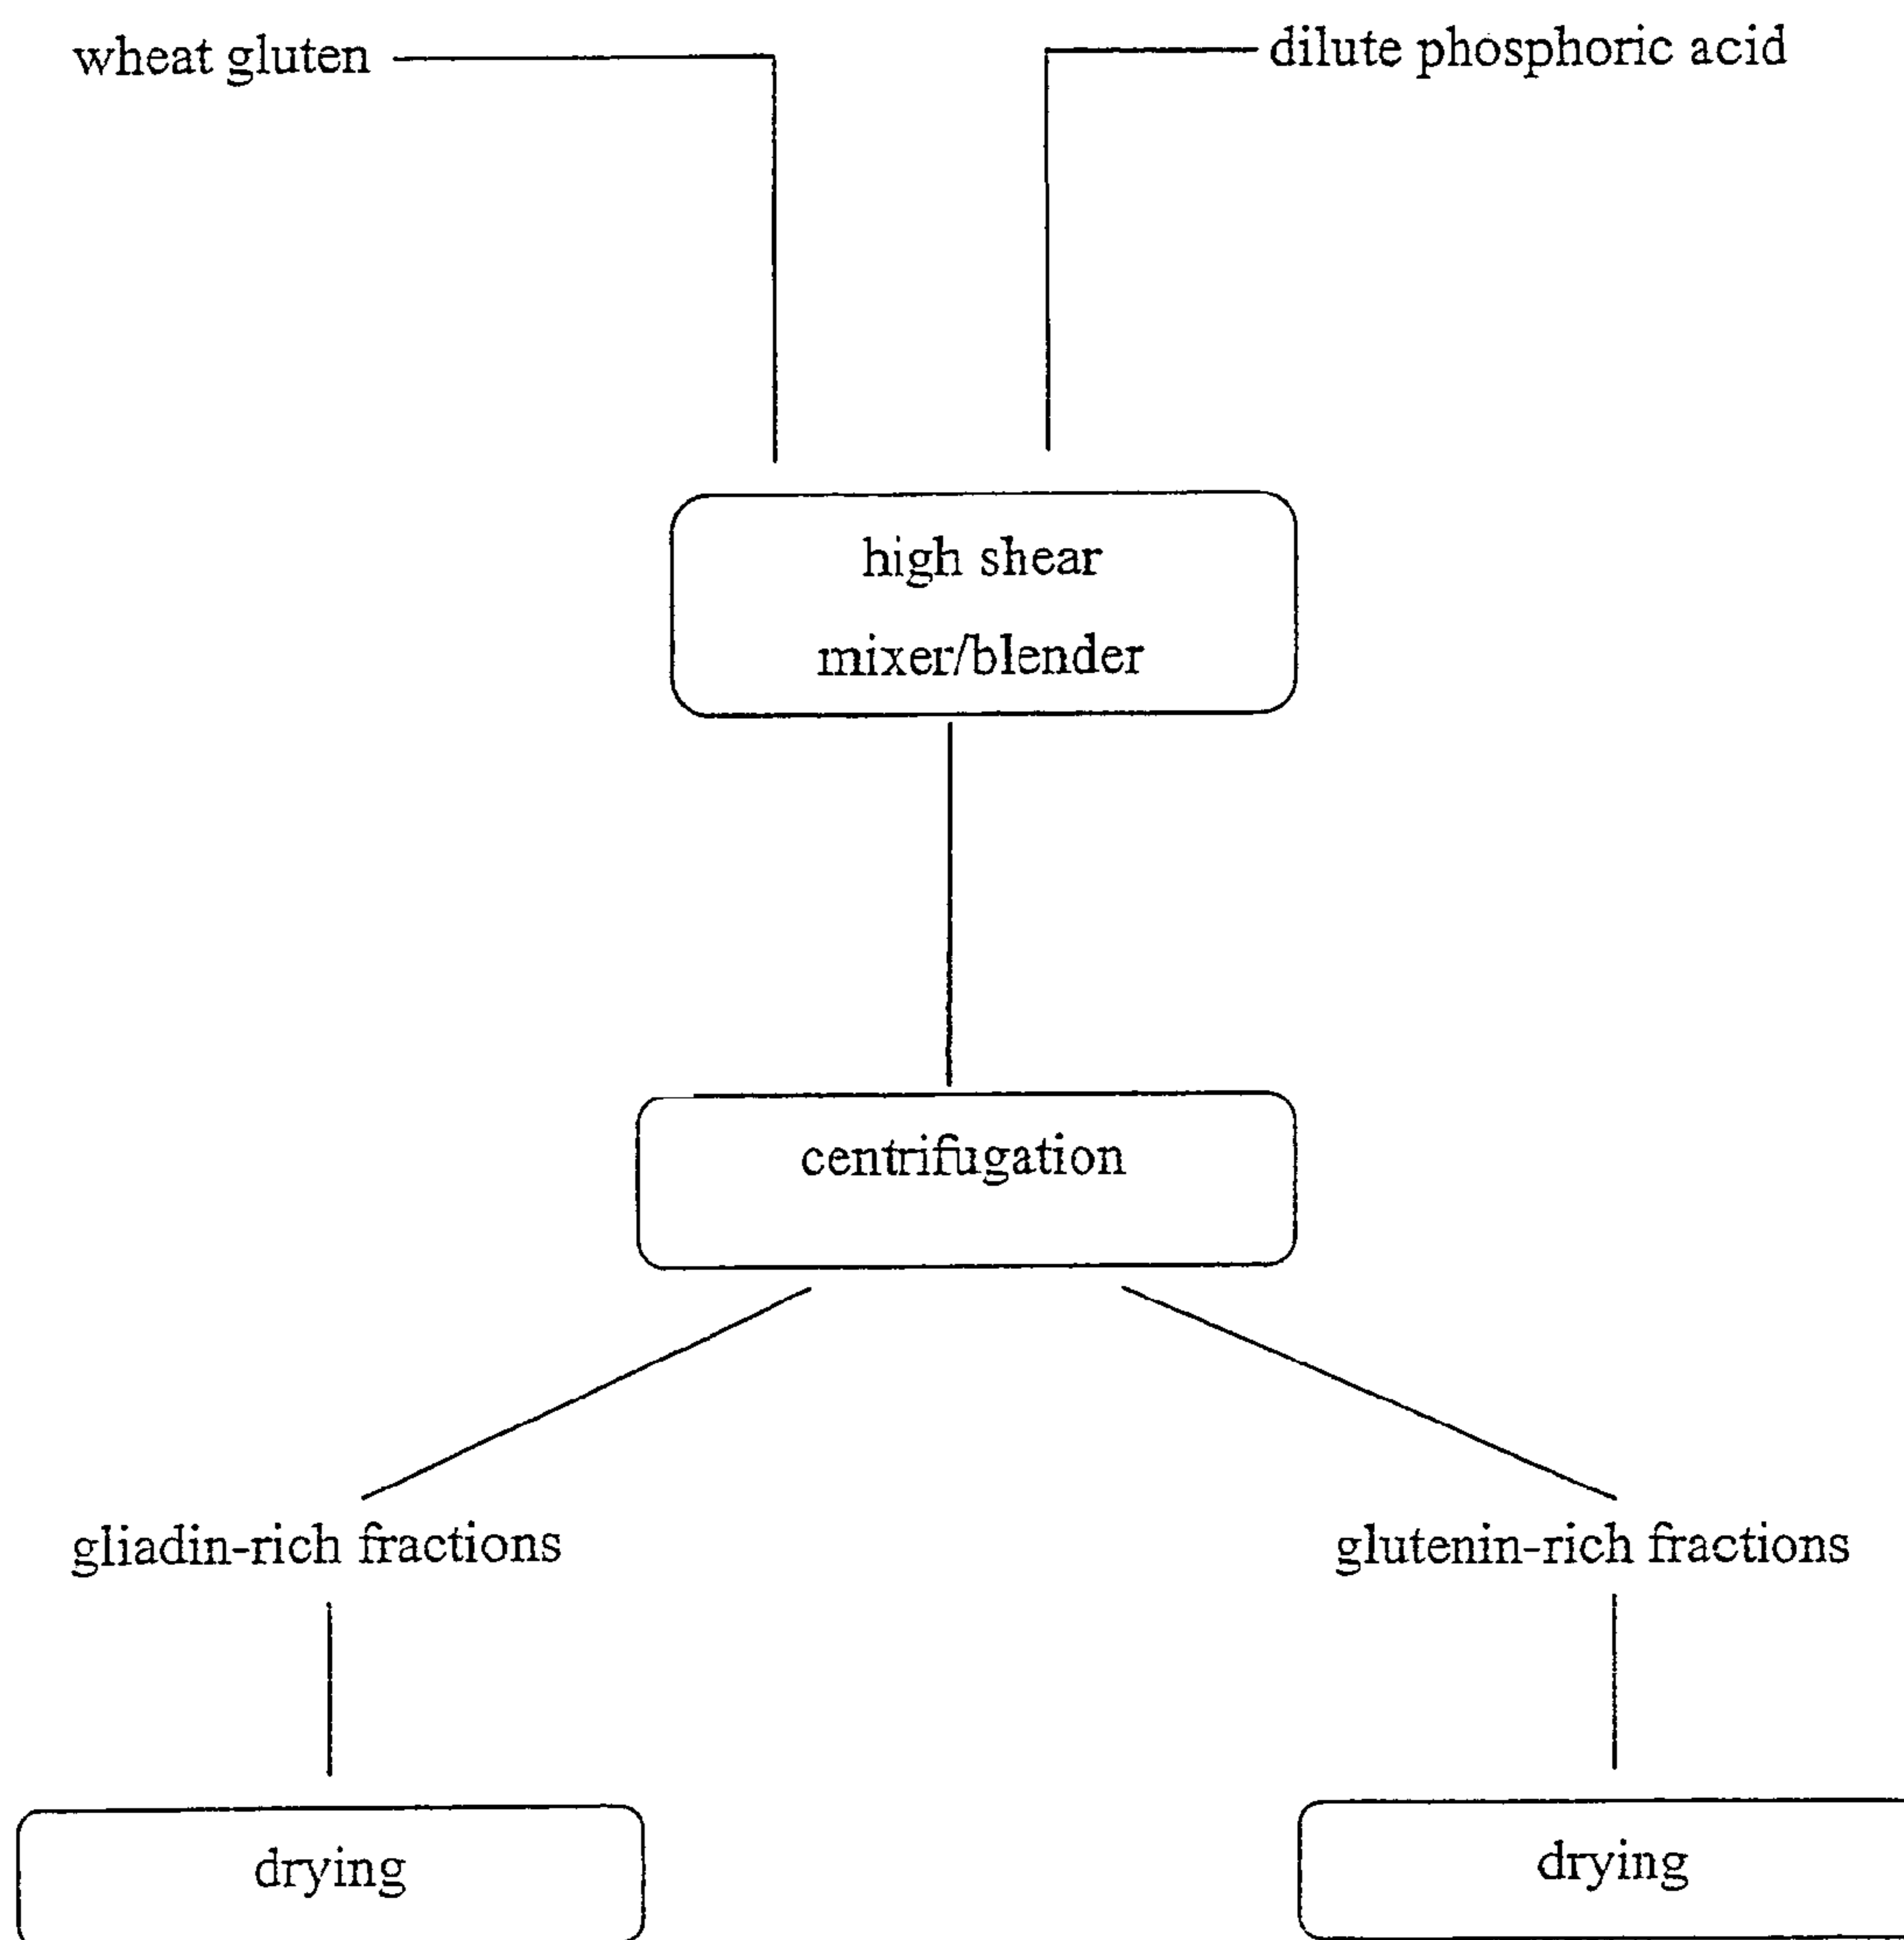 wheat gluten
dilute phosphoric acid
high shear
mixer/blender
centrifugation
gliadin-rich fractions
glutenin-rich fractions
drying
drying